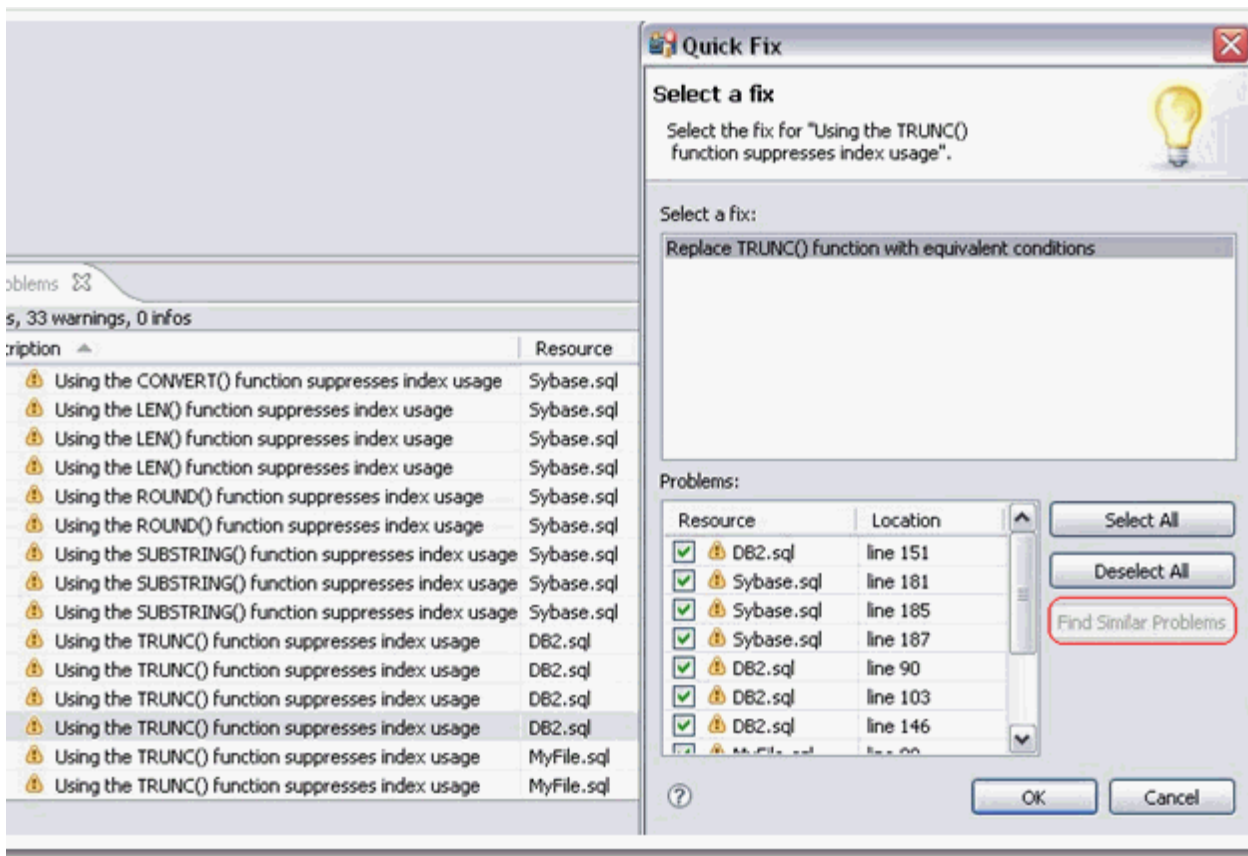 Quick Fix
Select a fix
Select the fix for "Using the TRUNC()
function suppresses index usage".
Select a fix:
Replace TRUNC() function with equivalent conditions
oblems
s, 33 warnings, 0 infos
ription Resource
Using the CONVERT() function suppresses index usage Sybase.sql
Using the LEN() function suppresses index usage Sybase.sql
Using the LEN() function suppresses index usage Sybase.sql
Using the LEN() function suppresses index usage Sybase.sql
Using the ROUND() function suppresses index usage Sybase.sql
Using the ROUND() function suppresses index usage Sybase.sql
Using the SUBSTRING() function suppresses index usage Sybase.sql
Using the SUBSTRING() function suppresses index usage Sybase.sql
Using the SUBSTRING() function suppresses index usage Sybase.sql
Using the TRUNC() function suppresses index usage DB2.sql
Using the TRUNC() function suppresses index usage DB2.sql
Using the TRUNC() function suppresses index usage DB2.sql
Using the TRUNC() function suppresses index usage DB2.sql
Using the TRUNC() function suppresses index usage MyFile.sql
Using the TRUNC() function suppresses index usage MyFile.sql
Problems:
Resource Location
DB2.sql line 151
Sybase.sql line 181
Sybase.sql line 185
Sybase.sql line 187
DB2.sql line 90
DB2.sql line 103
DB2.sql line 146
Select All
Deselect All
Find Similar Problems
OK
Cancel